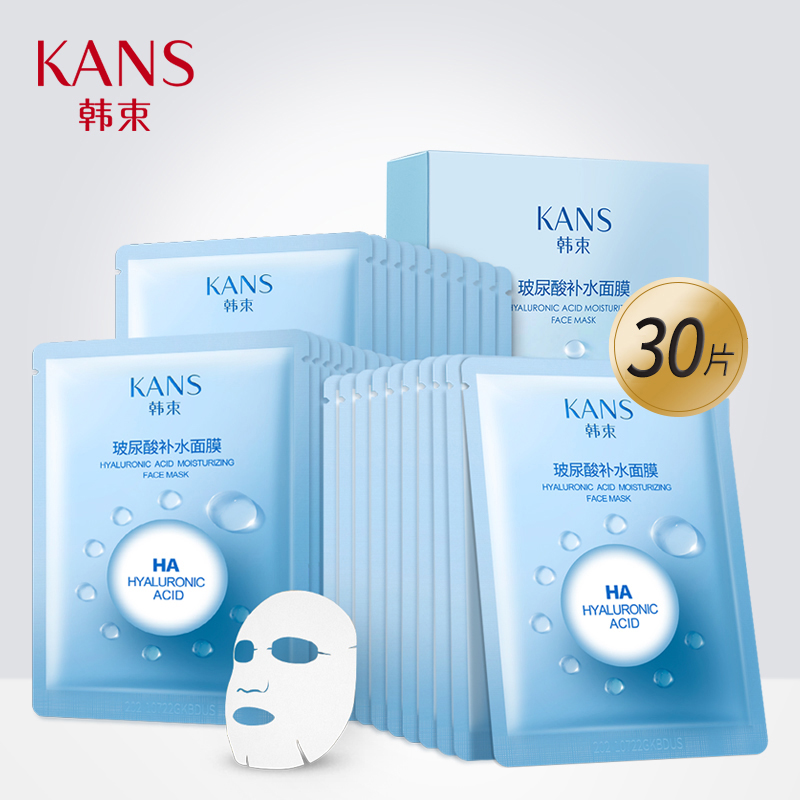 KANS
韩束
KANS
韩束
玻尿酸补水面膜
HYALURONIC ACID MOISTURIZING
FACE MASK
30片
KANS
韩束
KANS
韩束
玻尿酸补水面膜
HYALURONIC ACID MOISTURIZING
FACE MASK
HA
HYALURONIC
ACID
KANS
韩束
玻尿酸补水面膜
HYALURONIC ACID MOISTURIZING
FACE MASK
HA
HYALURONIC
ACID